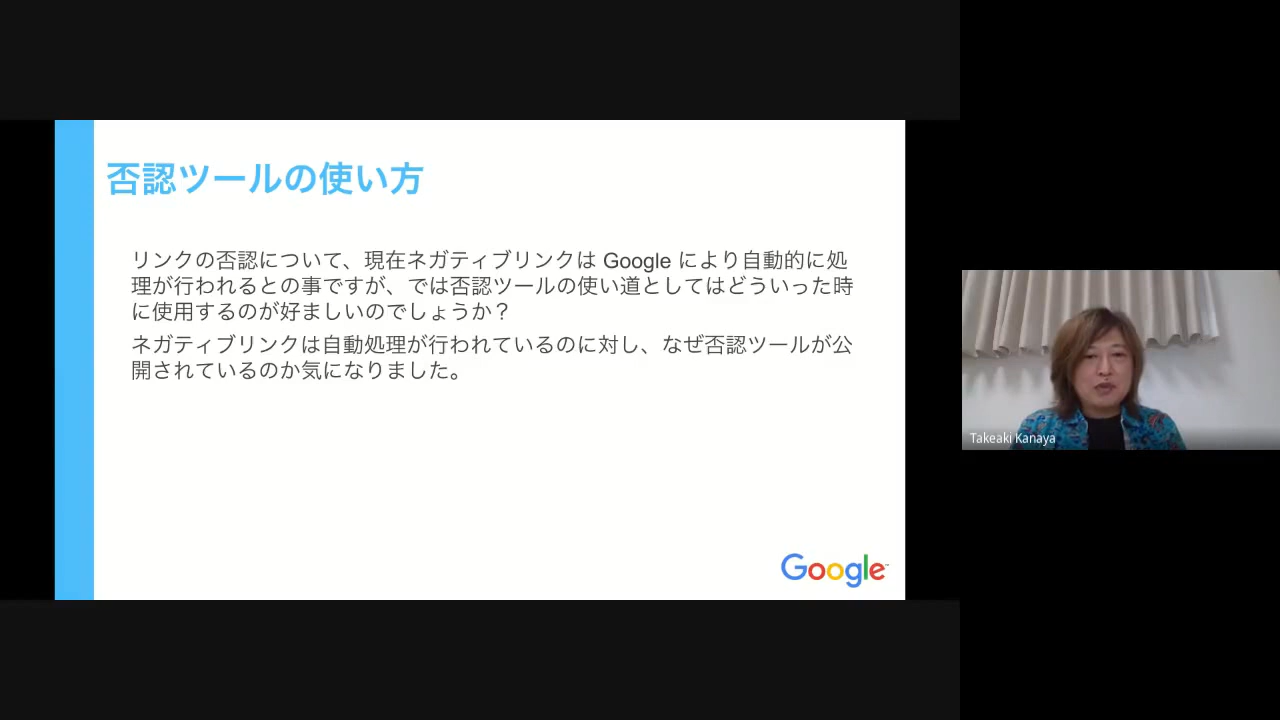 否認ツールの使い方
リンクの否認について、現在ネガティブリンクは Google により自動的に処
理が行われるとの事ですが、では否認ツールの使い道としてはどういった時
に使用するのが好ましいのでしょうか？
ネガティブリンクは自動処理が行われているのに対し、なぜ否認ツールが公
開されているのか気になりました。
Google
Takeaki Kanaya